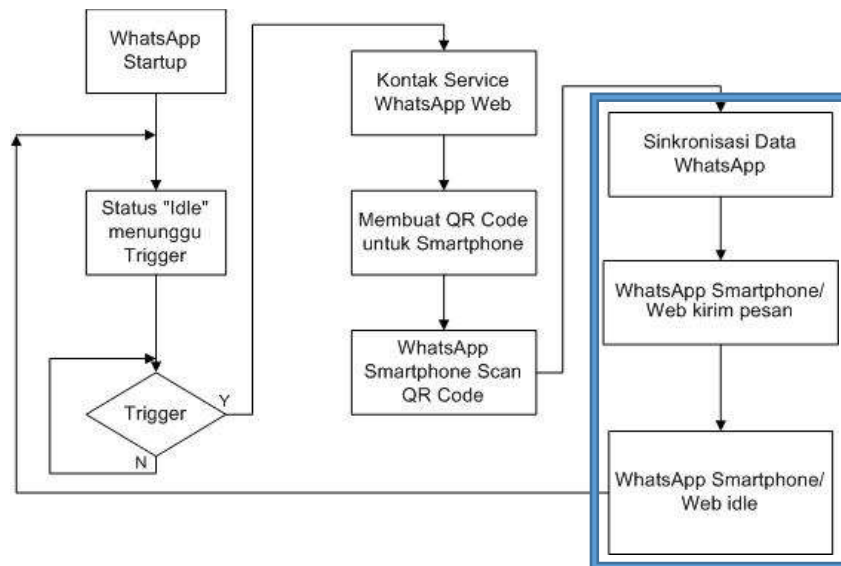 WhatsApp
Startup
Status "Idle"
menunggu
Trigger
Trigger
Y
N
Kontak Service
WhatsApp Web
Membuat QR Code
untuk Smartphone
WhatsApp
Smartphone Scan
QR Code
Sinkronisasi Data
WhatsApp
WhatsApp Smartphone/
Web kirim pesan
WhatsApp Smartphone/
Web idle